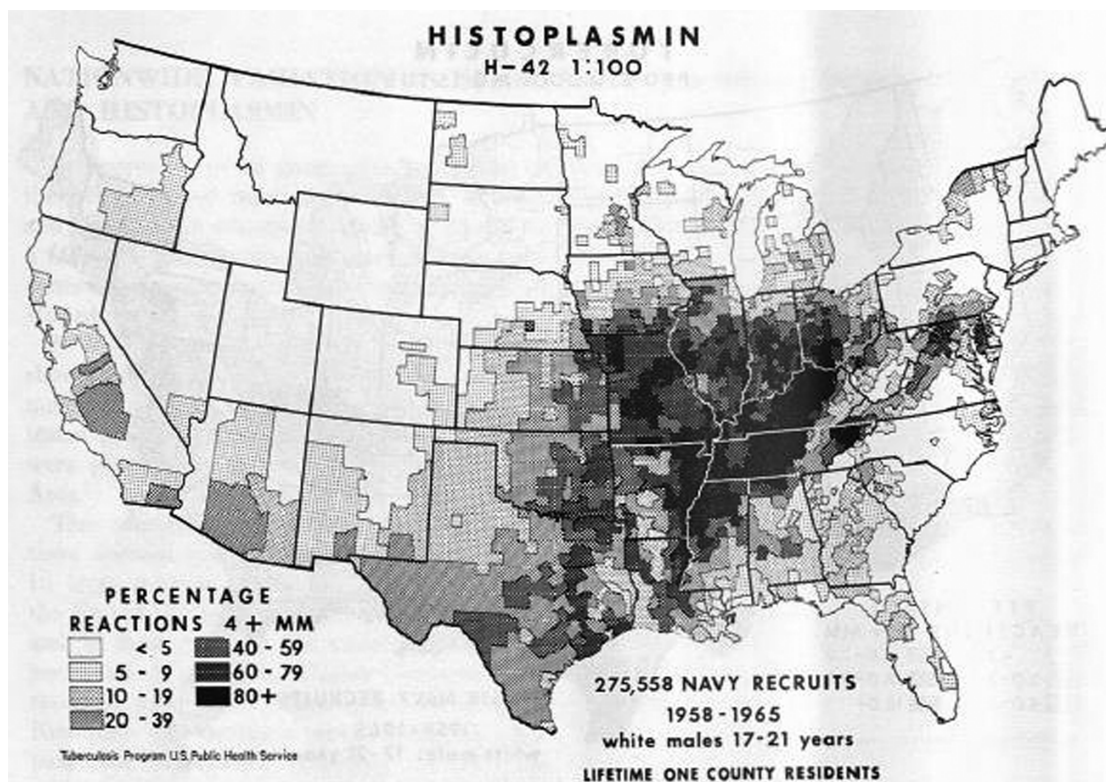 HISTOPLASMIN
H-42 1:100
PERCENTAGE
REACTIONS 4+ MM
< 5
5 - 9
10 - 19
20 - 39
40 - 59
60 - 79
80+
Tuberculosis Program U.S. Public Health Service
275,558 NAVY RECRUITS
1958-1965
white males 17-21 years
LIFETIME ONE COUNTY RESIDENTS